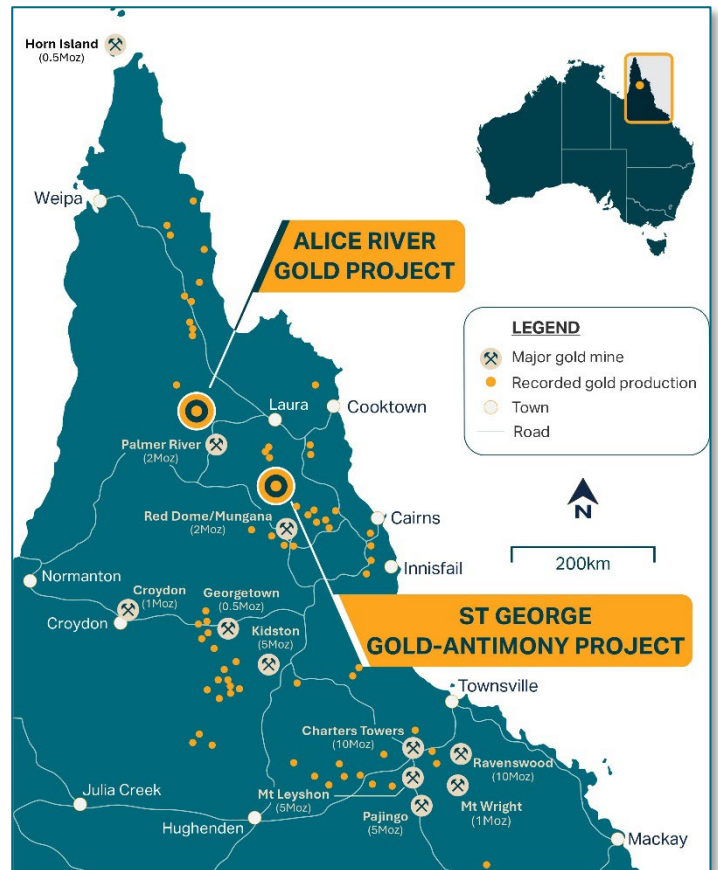 Horn Island
(0.5Moz)
Weipa
ALICE RIVER
GOLD PROJECT
LEGEND
Major gold mine
Recorded gold production
Town
Road
Laura
Cooktown
Palmer River
(2Moz)
N
Red Dome/Mungana
(2Moz)
Cairns
200km
Innisfail
Normanton
Croydon
(1Moz)
Georgetown
(0.5Moz)
Croydon
Kidston
(5Moz)
ST GEORGE
GOLD-ANTIMONY PROJECT
Townsville
Charters Towers
(10Moz)
Ravenswood
(10Moz)
Mt Leyshon
(5Moz)
Mt Wright
(1Moz)
Pajingo
(5Moz)
Julia Creek
Hughenden
Mackay